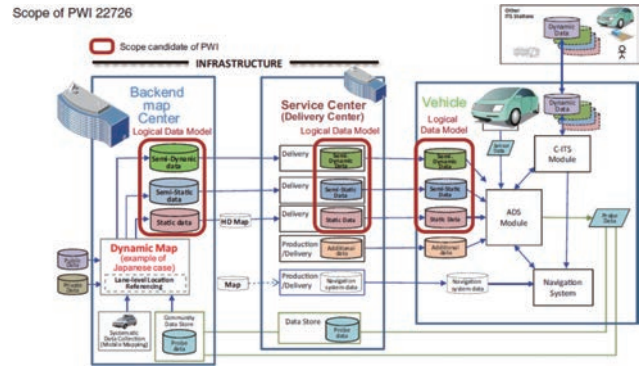 Scope of PWI 22726
Scope candidate of PWI
INFRASTRUCTURE
Other
ITS Stations
Dynamic
Data
Backend
map
Center
Logical Data Model
Service Center
(Delivery Center)
Logical Data Model
Vehicle
Logical
Data Model
Dynamic
Data
C-ITS
Module
Semi-Dynamic
data
Delivery
Semi-
Dynamic Data
Semi-
Dynamic Data
Semi-Static
data
Delivery
Semi-Static
Data
Semi-Static
Data
Static data
HD Map
Delivery
Static Data
Static Data
ADS
Module
Probe
Data
Dynamic Map
(example of
Japanese case)
Lane-level Location
Referencing
Public
Private Data
Production/
Delivery
Additional
data
Additional
data
Map
Production/
Delivery
Navigation
system data
Navigation
system data
Navigation
System
Systematic
Data Collection
(Mobile Mapping)
Community
Data Store
Probe
data
Data Store
Probe
data